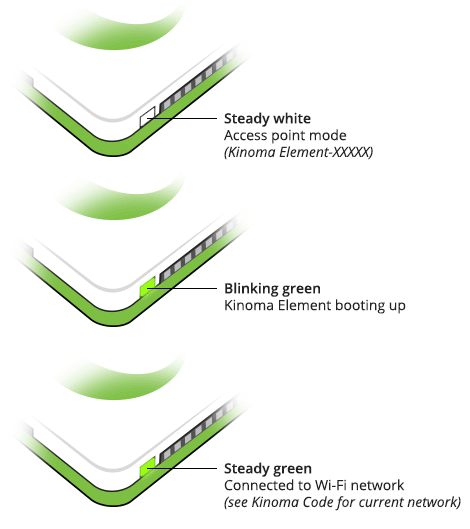 Steady white
Access point mode
(Kinoma Element-XXXXX)
Blinking green
Kinoma Element booting up
Steady green
Connected to Wi-Fi network
(see Kinoma Code for current network)